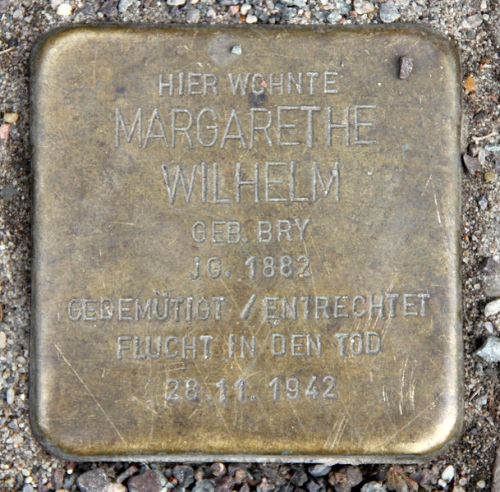 HIER WOHNTE
MARGARETHE
WILHELM
GEB. BRY
JG. 1882
GEDEMÜTIGT / ENTRECHTET
FLUCHT IN DEN TOD
28.11.1942